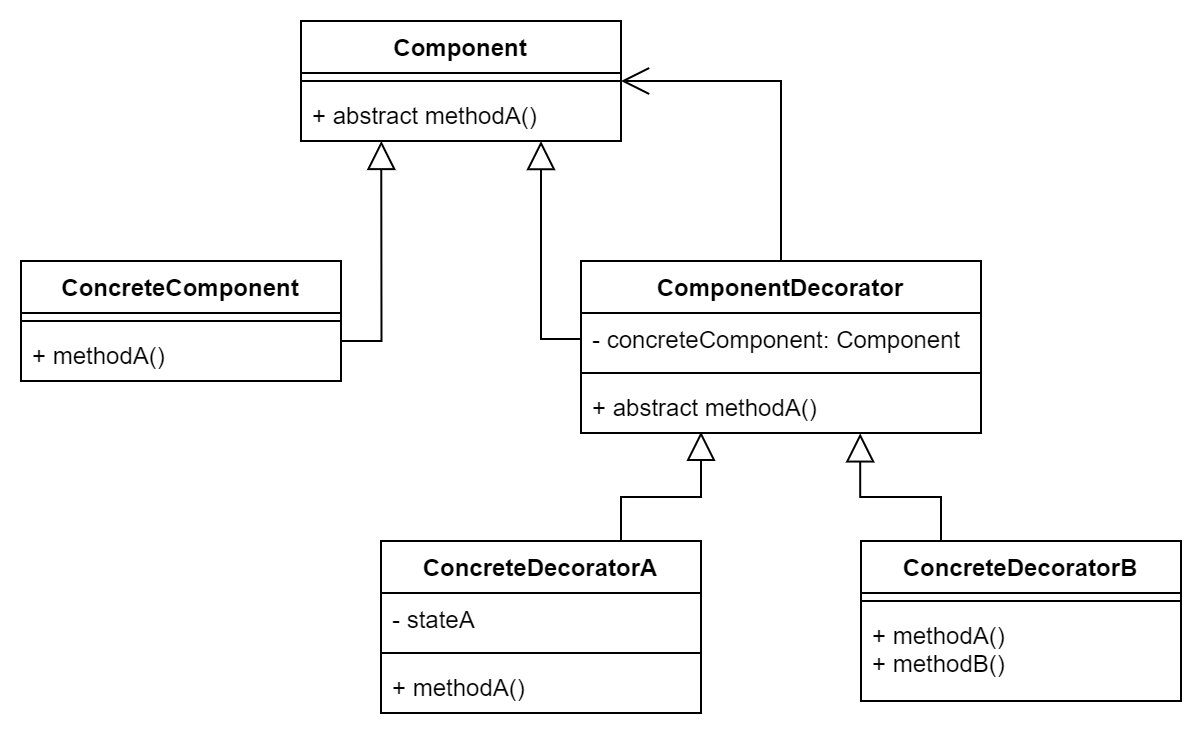 Component
+ abstract methodA()
ConcreteComponent
+ methodA()
ComponentDecorator
- concreteComponent: Component
+ abstract methodA()
ConcreteDecoratorA
- stateA
+ methodA()
ConcreteDecoratorB
+ methodA()
+ methodB()